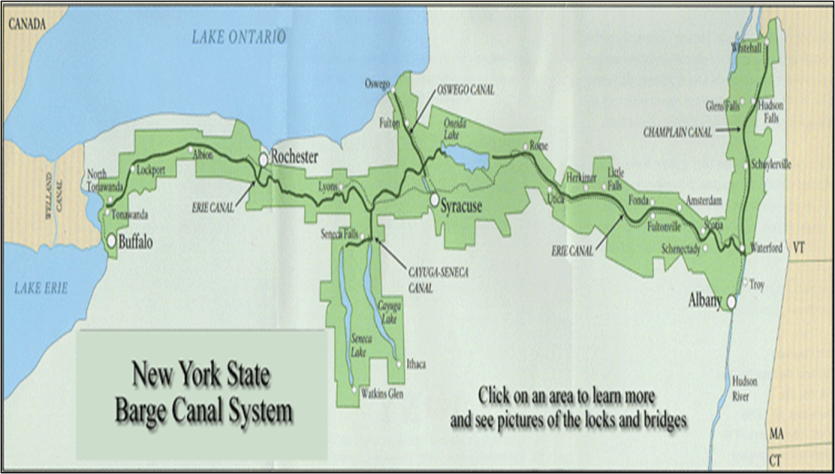 CANADA
LAKE ONTARIO
Whitehall
Oswego
OSWEGO CANAL
Glens Falls
Hudson
Falls
Fulton
Oneida
Lake
CHAMPLAIN CANAL
Rome
Albion
Rochester
Lockport
Schuylerville
North
Tonawanda
WELLAND
CANAL
Lyons
Herkimer
Little
Falls
Utica
Fonda
Amsterdam
ERIE CANAL
Syracuse
Tonawanda
Fultonville
Scotia
Seneca Falls
Buffalo
ERIE CANAL
Schenectady
Waterford
VT
CAYUGA-SENECA
CANAL
LAKE ERIE
Troy
Albany
Cayuga
Lake
Seneca
Lake
Ithaca
Watkins Glen
Hudson
River
New York State
Barge Canal System
Click on an area to learn more
and see pictures of the locks and bridges
MA
CT